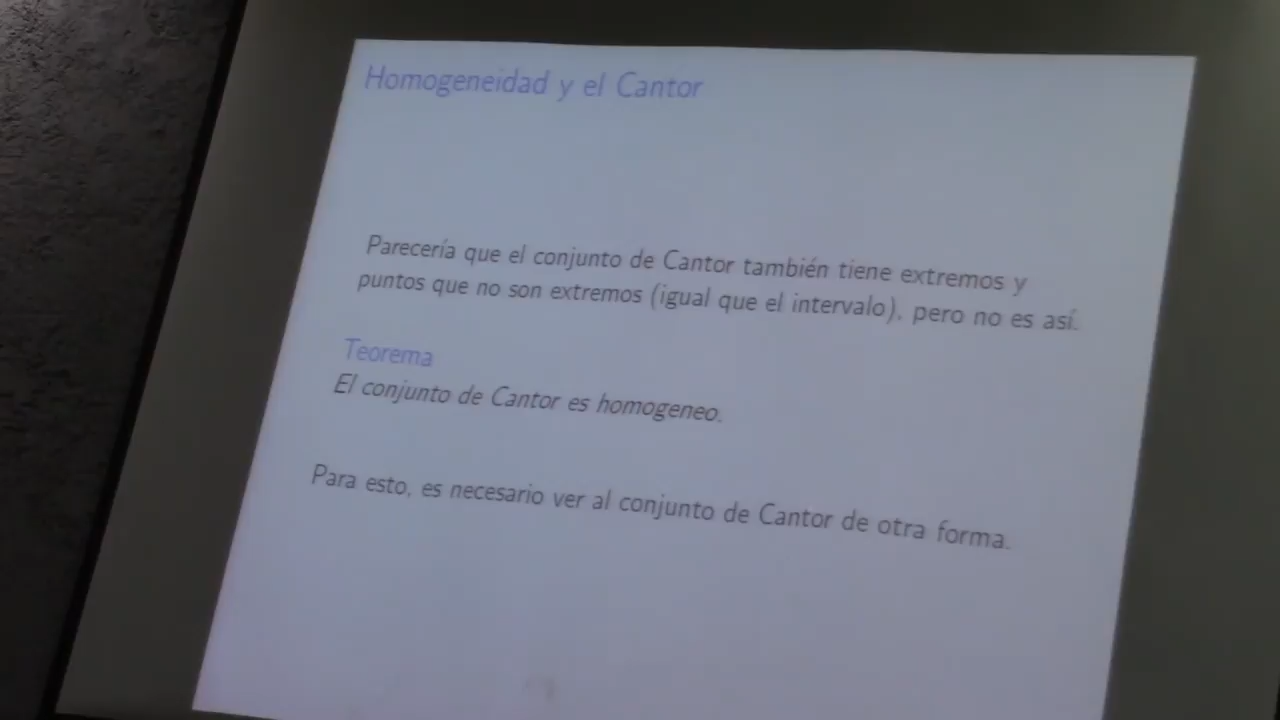 Homogeneidad y el Cantor
Parecería que el conjunto de Cantor también tiene extremos y
puntos que no son extremos (igual que el intervalo), pero no es así.
Teorema
El conjunto de Cantor es homogeneo.
Para esto, es necesario ver al conjunto de Cantor de otra forma.